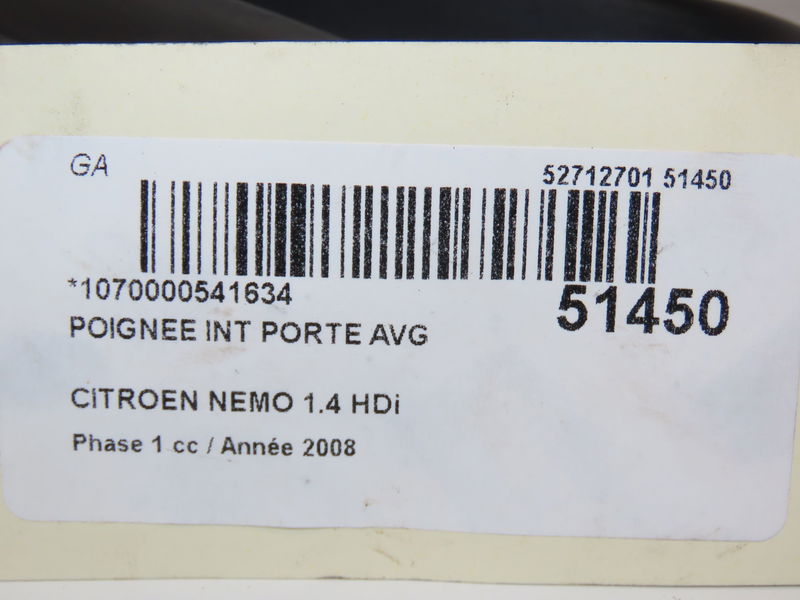 GA
52712701 51450
*1070000541634
51450
POIGNEE INT PORTE AVG
CITROEN NEMO 1.4 HDi
Phase 1 cc / Année 2008